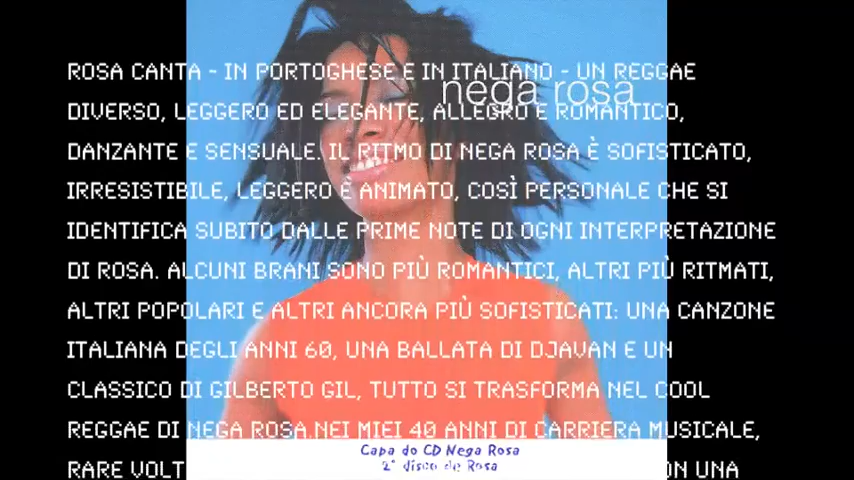 ROSA CANTA - IN PORTOGHESE E IN ITALIANO - UN REGGAE
nega rosa
DIVERSO, LEGGERO ED ELEGANTE, ALLEGRO E ROMANTICO,
DANZANTE E SENSUALE. IL RITMO DI NEGA ROSA È SOFISTICATO,
IRRESISTIBILE, LEGGERO E ANIMATO, COSÌ PERSONALE CHE SI
IDENTIFICA SUBITO DALLE PRIME NOTE DI OGNI INTERPRETAZIONE
DI ROSA. ALCUNI BRANI SONO PIÙ ROMANTICI, ALTRI PIÙ RITMATI,
ALTRI POPOLARI E ALTRI ANCORA PIÙ SOFISTICATI: UNA CANZONE
ITALIANA DEGLI ANNI 60, UNA BALLATA DI DJAVAN E UN
CLASSICO DI GILBERTO GIL, TUTTO SI TRASFORMA NEL COOL
REGGAE DI NEGA ROSA.NEI MIEI 40 ANNI DI CARRIERA MUSICALE,
Capa do CD Nega Rosa
RARE VOLT
2° disco de Rosa
ON UNA